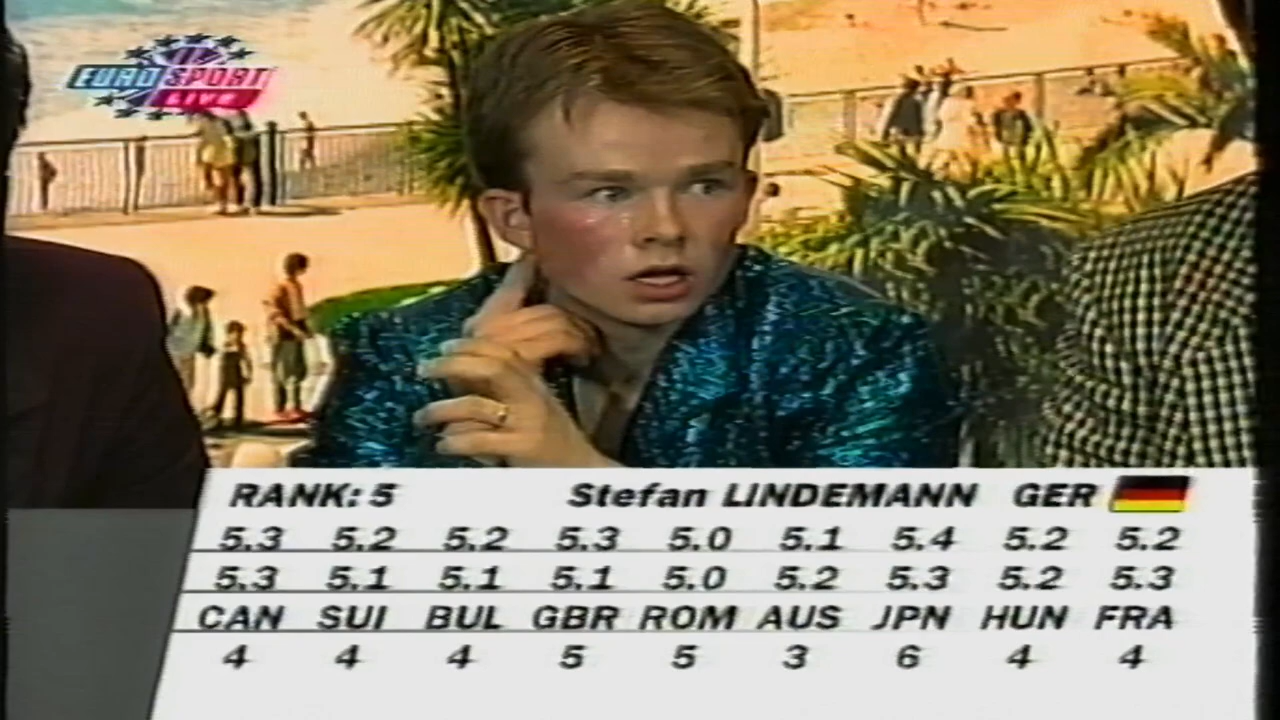 EUROSPORT
LIVE
RANK: 5 Stefan LINDEMANN GER
5.3 5.2 5.2 5.3 5.0 5.1 5.4 5.2 5.2
5.3 5.1 5.1 5.1 5.0 5.2 5.3 5.2 5.3
CAN SUI BUL GBR ROM AUS JPN HUN FRA
4 4 4 5 5 3 6 4 4